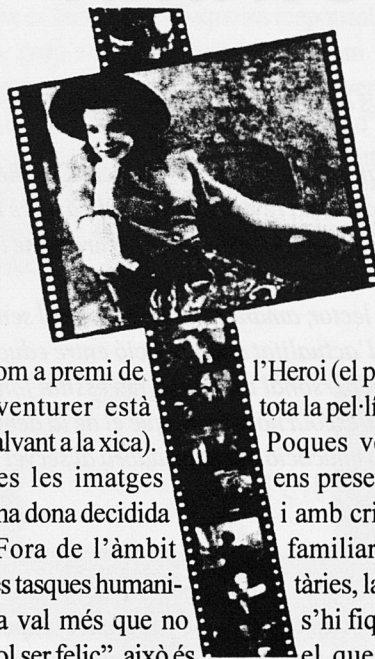 om a premi de l'Heroi (el p
venturer està tota la pel·lí
alvant a la xica). Poques ve
es les imatges ens prese
na dona decidida i amb cri
Fora de l'àmbit familiar
es tasques humani- tàries, la
a val més que no s'hi fiq
ol ser feliç”, això és el que